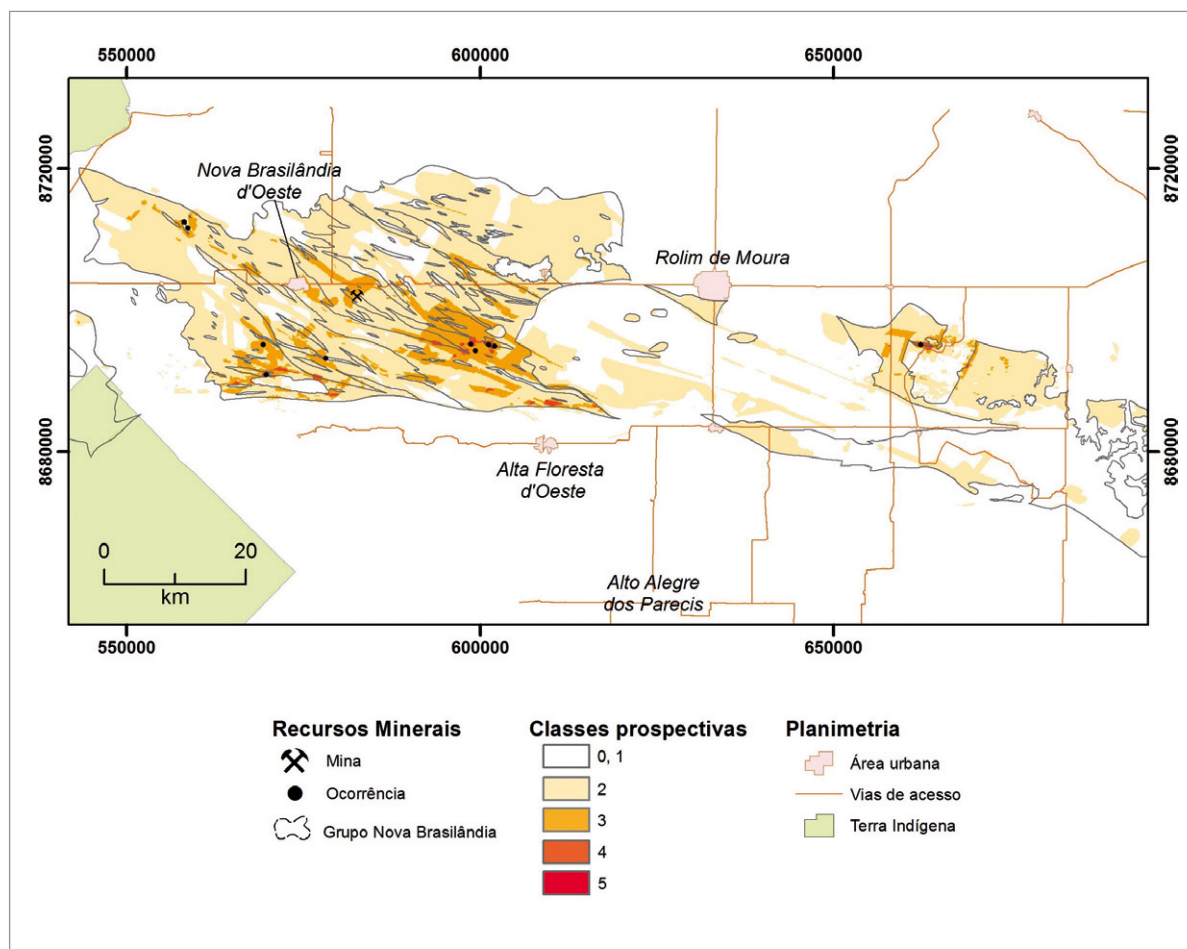 550000 600000 650000
8720000 8720000
Nova Brasilândia
d'Oeste
Rolim de Moura
8680000 8680000
Alta Floresta
d'Oeste
0 20
km
Alto Alegre
dos Parecis
550000 600000 650000
Recursos Minerais
Mina
Ocorrência
Grupo Nova Brasilândia
Classes prospectivas
0, 1
2
3
4
5
Planimetria
Área urbana
Vias de acesso
Terra Indígena